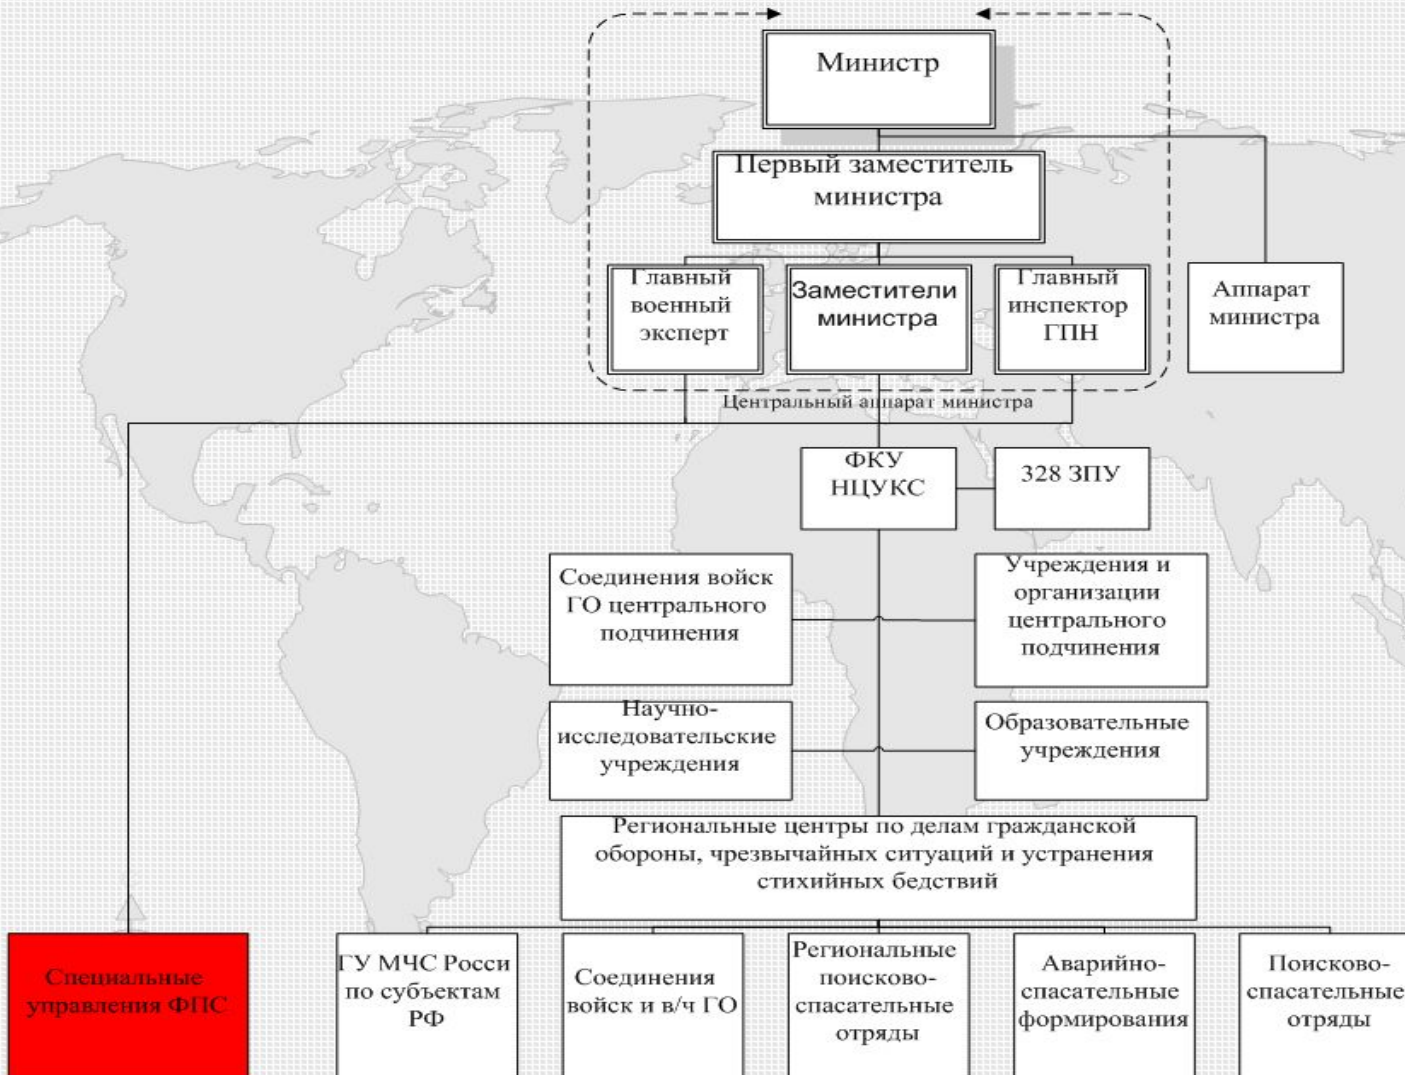 Министр
Первый заместитель
министра
Главный
военный
эксперт
Заместители
министра
Главный
инспектор
ГПН
Аппарат
министра
Центральный аппарат министра
ФКУ
НЦУКС
328 ЗПУ
Соединения войск
ГО центрального
подчинения
Учреждения и
организации
центрального
подчинения
Научно-
исследовательские
учреждения
Образовательные
учреждения
Региональные центры по делам гражданской
обороны, чрезвычайных ситуаций и устранения
стихийных бедствий
Специальные
управления ФПС
ГУ МЧС Росси
по субъектам
РФ
Соединения
войск и в/ч ГО
Региональные
поисково-
спасательные
отряды
Аварийно-
спасательные
формирования
Поисково-
спасательные
отряды